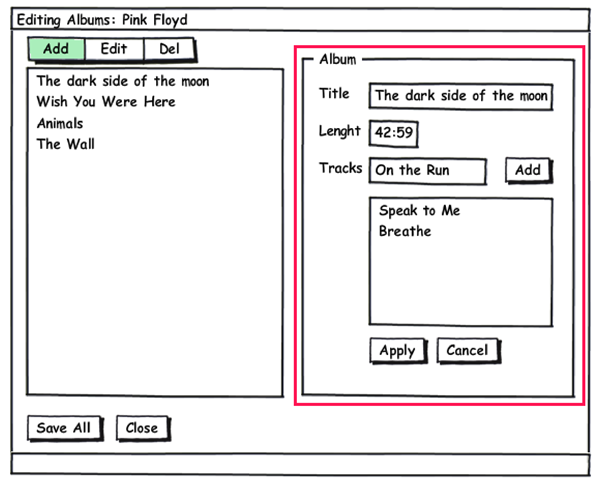 Editing Albums: Pink Floyd
Add Edit Del
The dark side of the moon
Wish You Were Here
Animals
The Wall
Album
Title The dark side of the moon
Lenght 42:59
Tracks On the Run Add
Speak to Me
Breathe
Apply Cancel
Save All Close